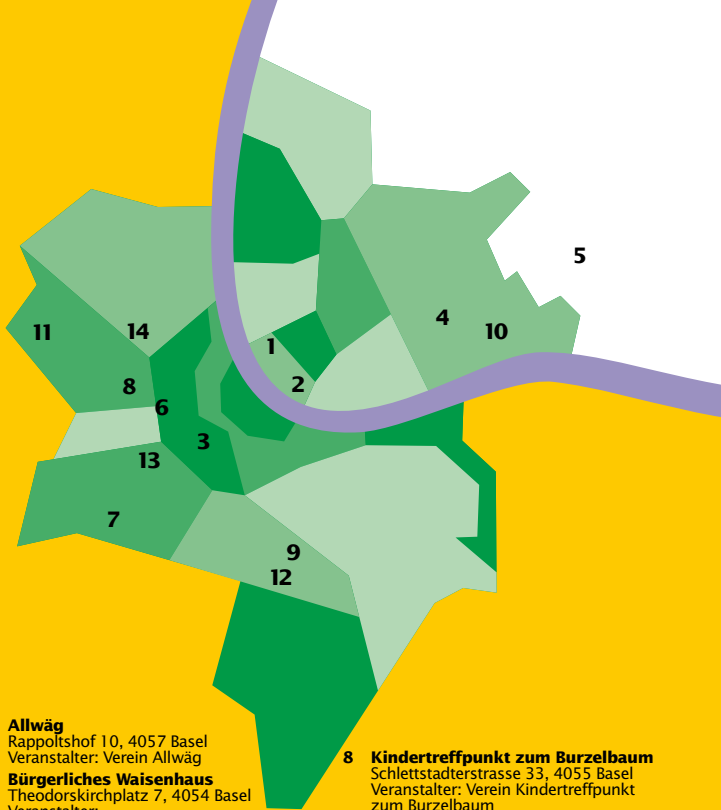 5
4
10
11
14
1
8
2
6
3
13
7
9
12
Allwäg
Rappoltshof 10, 4057 Basel
Veranstalter: Verein Allwäg
Bürgerliches Waisenhaus
Theodorskirchplatz 7, 4054 Basel
Veranstalter:
8 Kindertreffpunkt zum Burzelbaum
Schlettstadterstrasse 33, 4055 Basel
Veranstalter: Verein Kindertreffpunkt
zum Burzelbaum